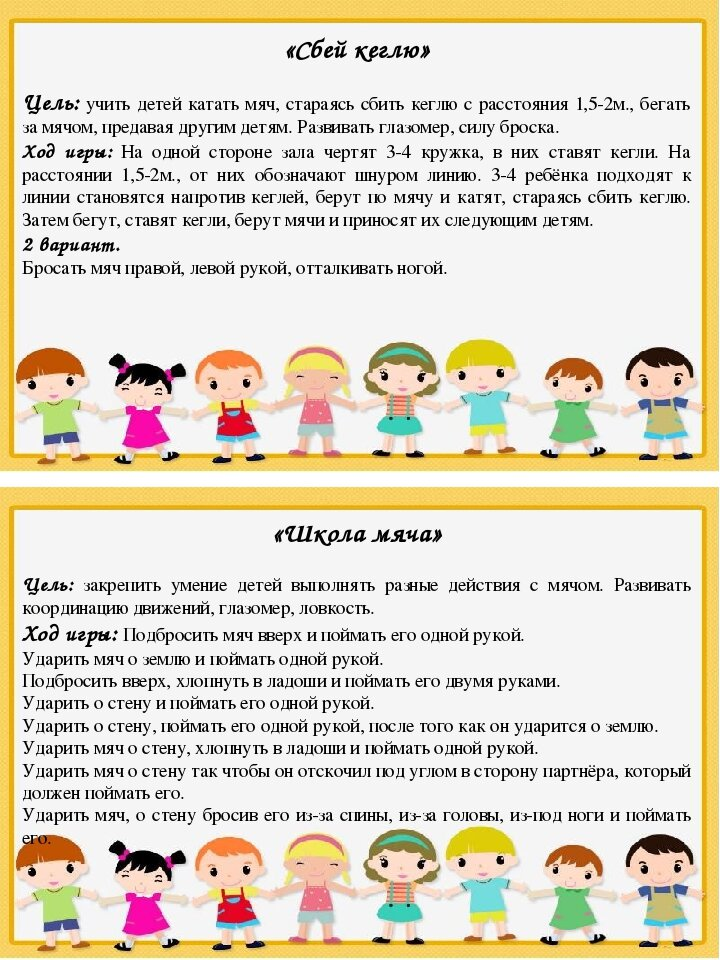 «Сбей кеглю»
Цель: учить детей катать мяч, стараясь сбить кеглю с расстояния 1,5-2м., бегать
за мячом, предавая другим детям. Развивать глазомер, силу броска.
Ход игры: На одной стороне зала чертят 3-4 кружка, в них ставят кегли. На
расстоянии 1,5-2м., от них обозначают шнуром линию. 3-4 ребёнка подходят к
линии становятся напротив кеглей, берут по мячу и катят, стараясь сбить кеглю.
Затем бегут, ставят кегли, берут мячи и приносят их следующим детям.
2 вариант.
Бросать мяч правой, левой рукой, отталкивать ногой.
«Школа мяча»
Цель: закрепить умение детей выполнять разные действия с мячом. Развивать
координацию движений, глазомер, ловкость.
Ход игры: Подбросить мяч вверх и поймать его одной рукой.
Ударить мяч о землю и поймать одной рукой.
Подбросить вверх, хлопнуть в ладоши и поймать его двумя руками.
Ударить о стену и поймать его одной рукой.
Ударить о стену, поймать его одной рукой, после того как он ударится о землю.
Ударить мяч о стену, хлопнуть в ладоши и поймать одной рукой.
Ударить мяч о стену так чтобы он отскочил под углом в сторону партнёра, который
должен поймать его.
Ударить мяч, о стену бросив его из-за спины, из-за головы, из-под ноги и поймать
его.